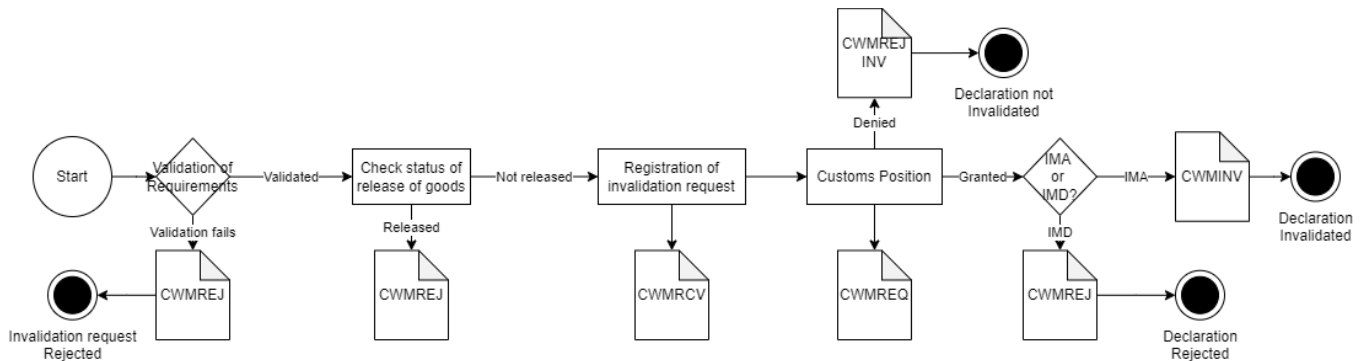 CWMREJ
INV
Declaration not
Invalidated
Denied
Start
Validation of
Requirements
Validated
Check status of
release of goods
Not released
Registration of
invalidation request
Customs Position
Granted
IMA
or
IMD?
IMA
CWMINV
Declaration
Invalidated
Validation fails
Released
IMD
CWMREJ
Invalidation request
Rejected
CWMREJ
CWMRCV
CWMREQ
CWMREJ
Declaration
Rejected